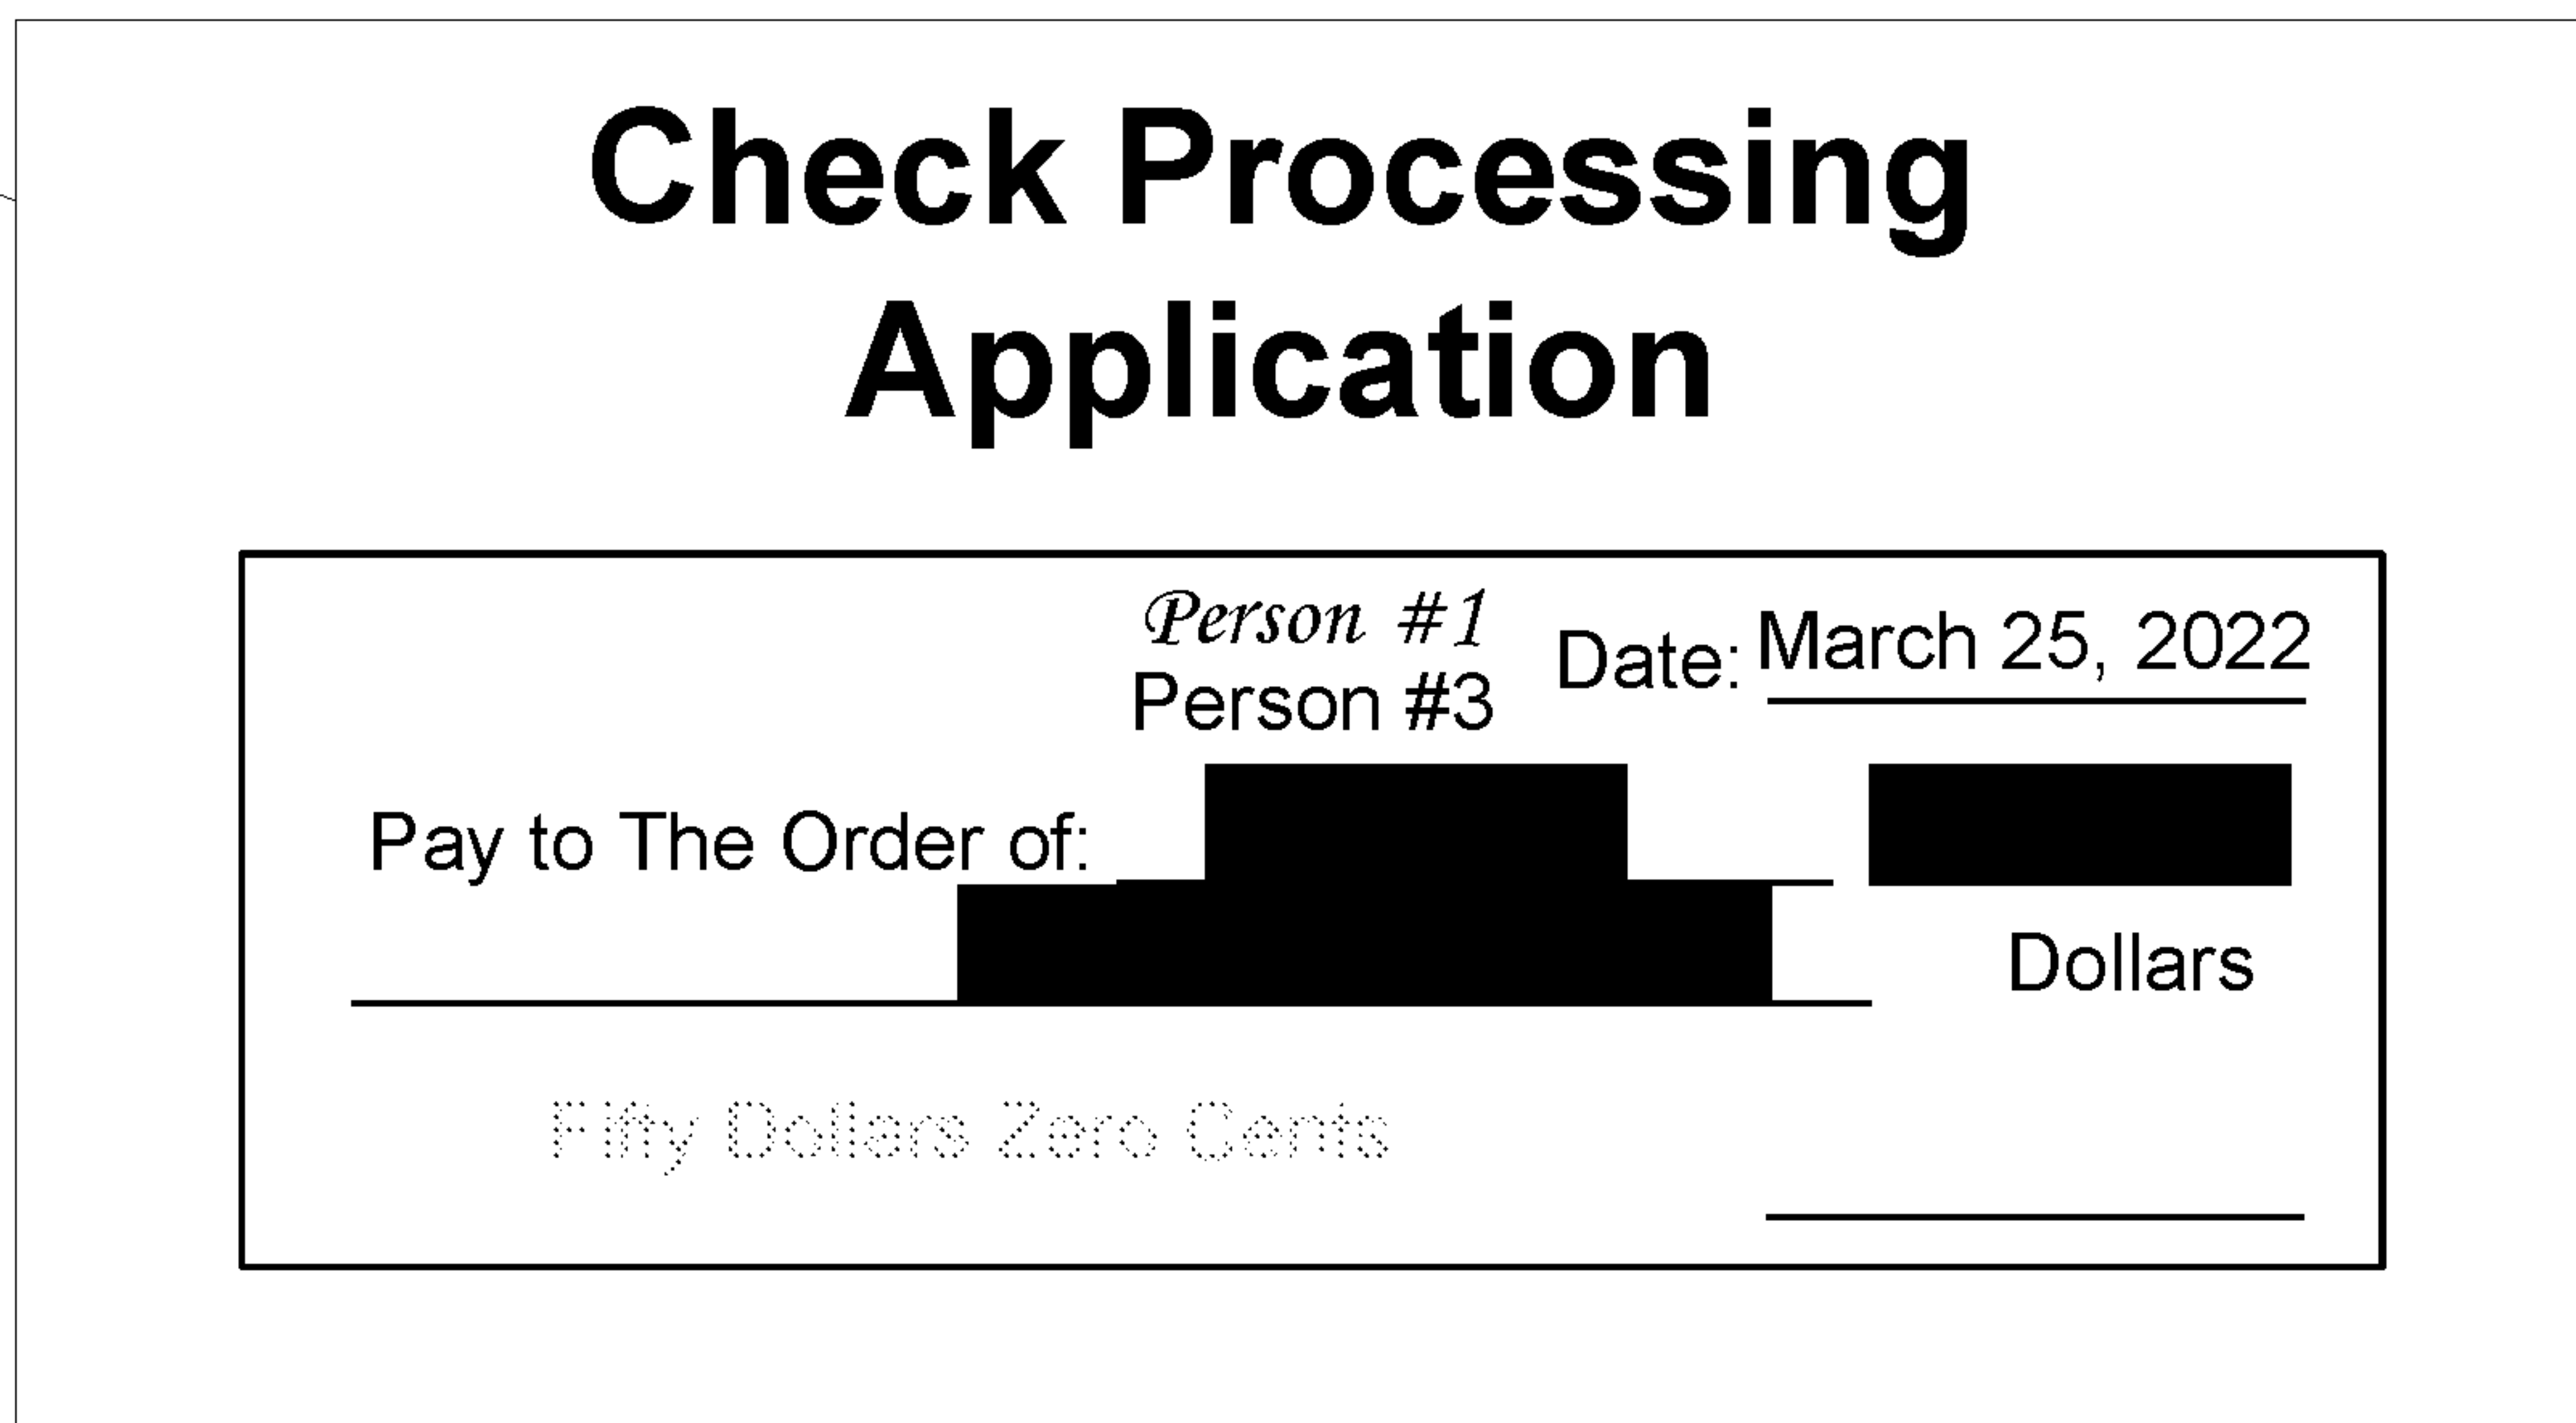 Check Processing
Application
Person #1
Date: March 25, 2022
Person #3
Pay to The Order of:
Dollars
Fifty Dollars Zero Cents